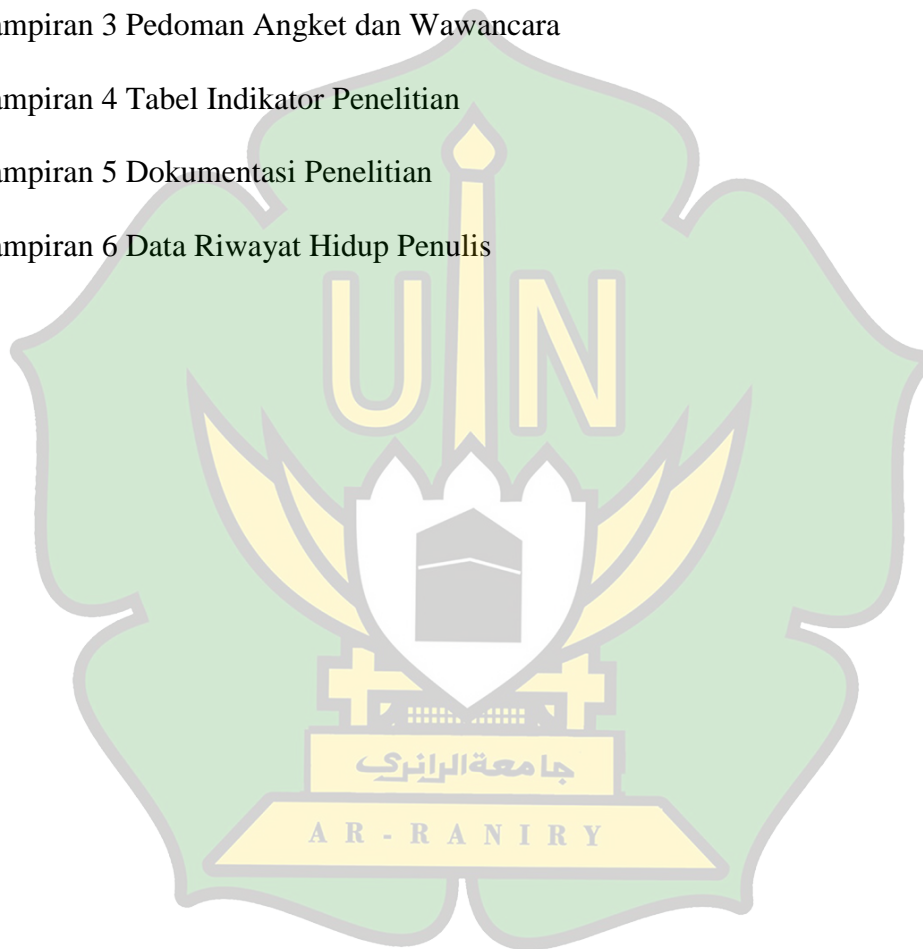 ampiran 3 Pedoman Angket dan Wawancara
ampiran 4 Tabel Indikator Penelitian
ampiran 5 Dokumentasi Penelitian
ampiran 6 Data Riwayat Hidup Penulis
UIN
جامعة الرانري
AR-RANIRY